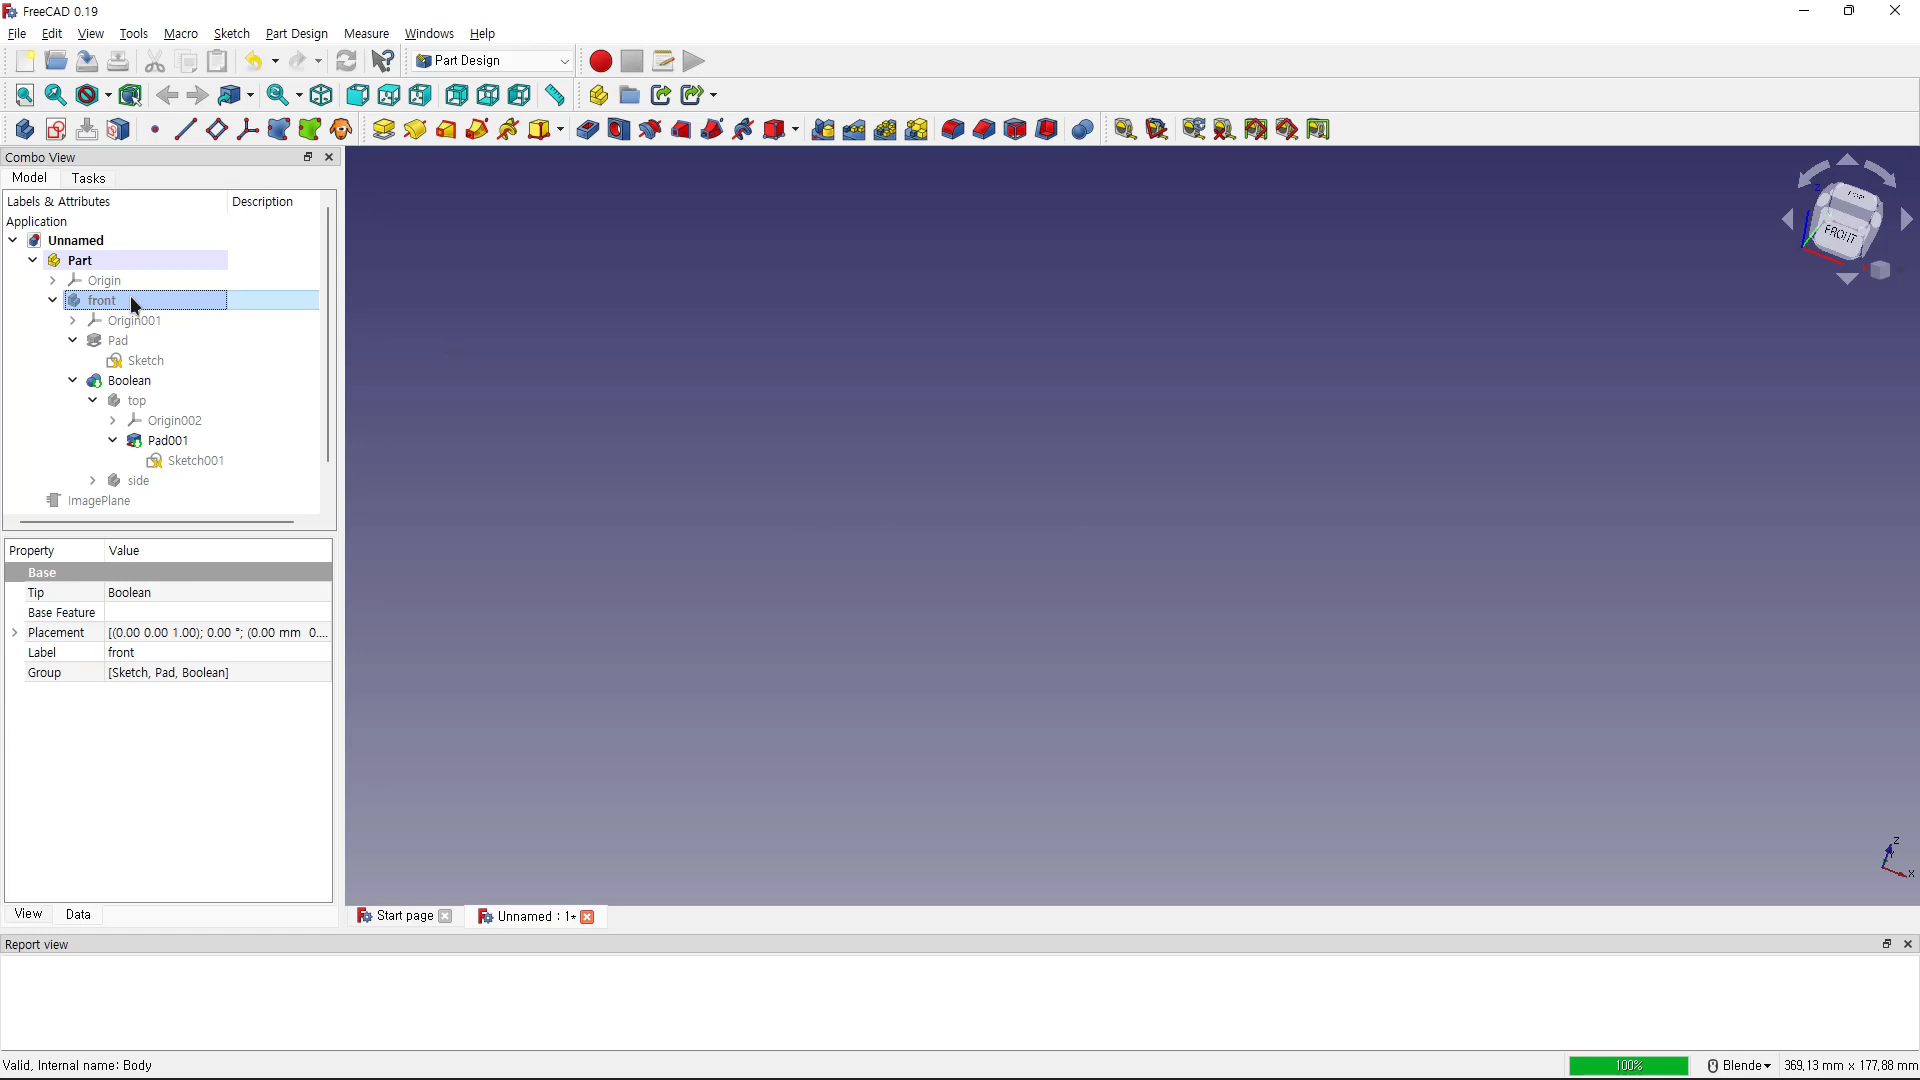 FreeCAD 0.19
File Edit View Tools Macro Sketch Part Design Measure Windows Help
Part Design
Combo View
Model Tasks
Labels & Attributes Description
Application
Unnamed
Part
Origin
front
Origin001
Pad
Sketch
Boolean
top
Origin002
Pad001
Sketch001
side
ImagePlane
Property Value
Base
Tip Boolean
Base Feature
Placement [(0.00 0.00 1.00); 0.00 °; (0.00 mm 0....
Label front
Group [Sketch, Pad, Boolean]
View Data
FRONT
Z
X
Start page Unnamed : 1*
Report view
Valid, Internal name: Body
100% Blende 369,13 mm x 177,88 mm